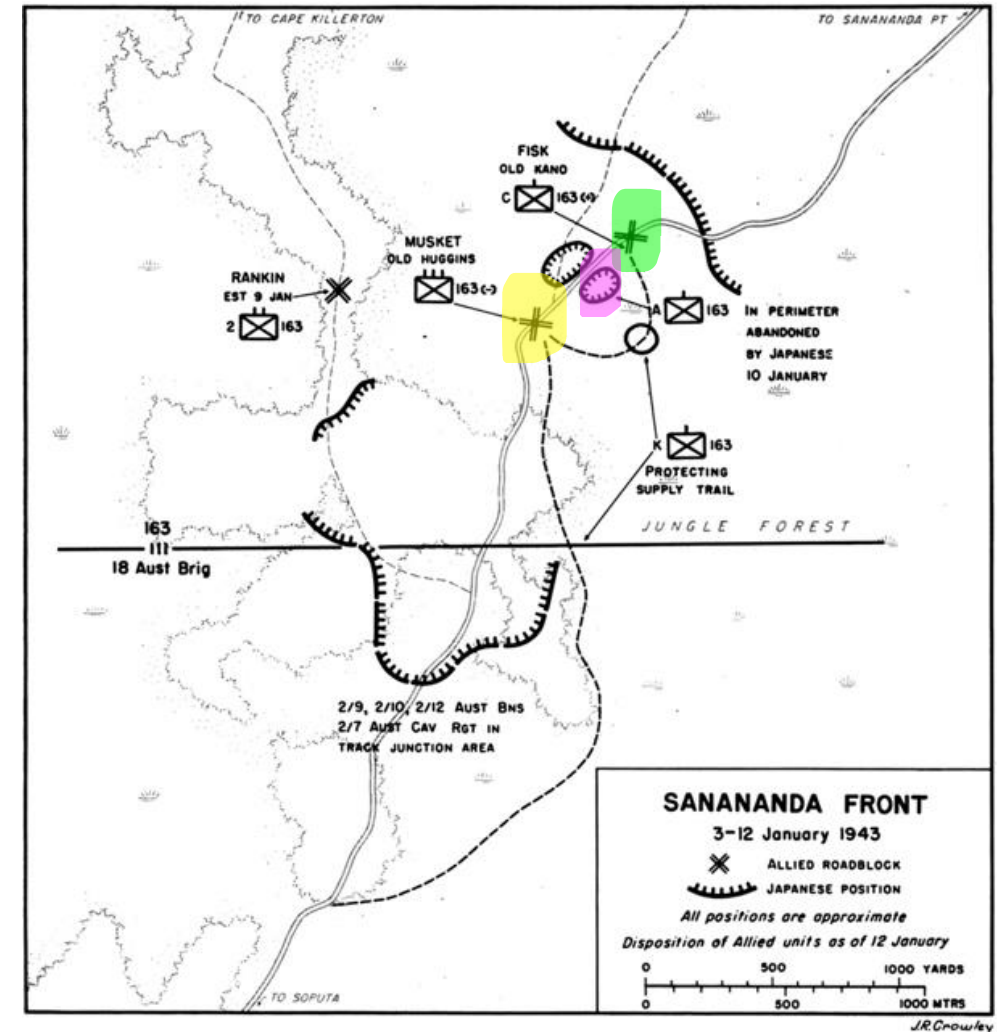 TO CAPE KILLERTON
TO SANANANDA PT
FISK
OLD KANO
C 163(+)
MUSKET
OLD HUGGINS
163(-)
RANKIN
EST 9 JAN
2 163
A 163
IN PERIMETER
ABANDONED
BY JAPANESE
10 JANUARY
K 163
PROTECTING
SUPPLY TRAIL
JUNGLE FOREST
163
18 Aust Brig
2/9, 2/10, 2/12 AUST BNS
2/7 AUST CAV RGT IN
TRACK JUNCTION AREA
TO SOPUTA
SANANANDA FRONT
3-12 January 1943
ALLIED ROADBLOCK
JAPANESE POSITION
All positions are approximate
Disposition of Allied units as of 12 January
0 500 1000 YARDS
0 500 1000 MTRS
J.R.Crowley